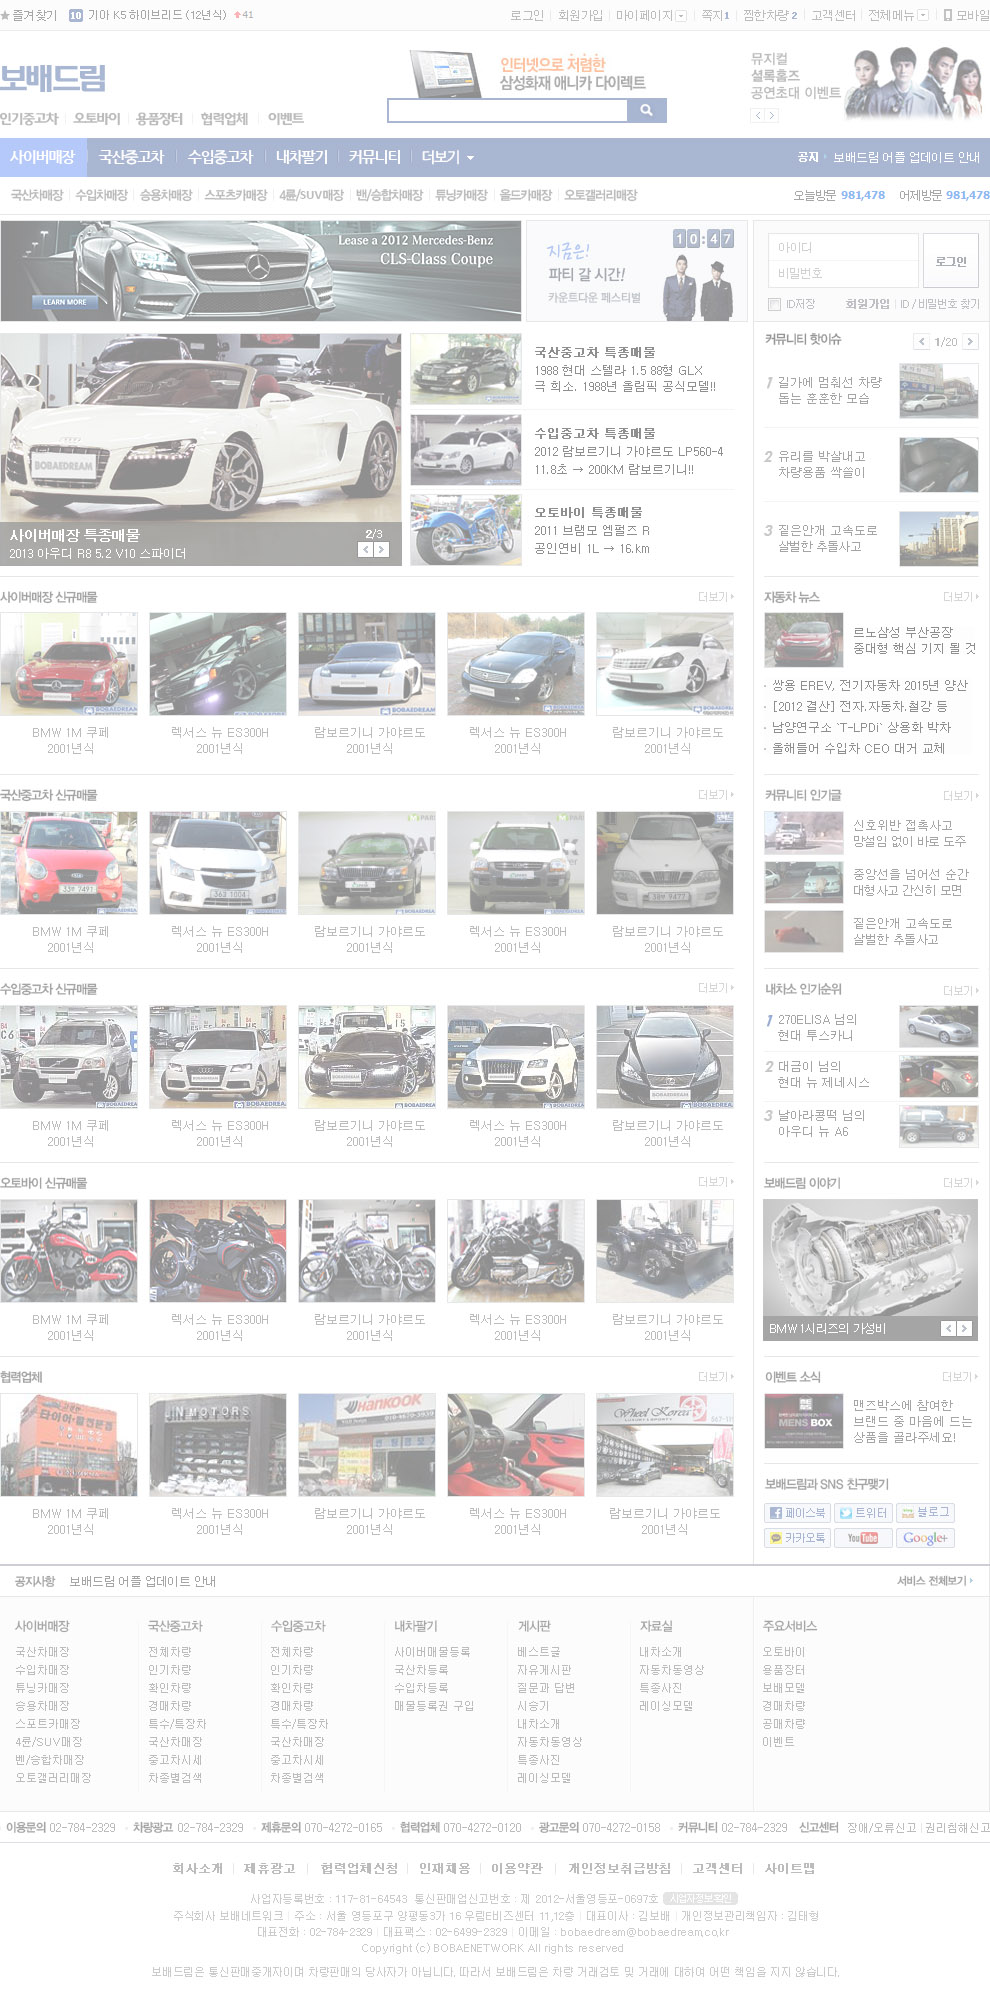 즐겨찾기 10 기아 K5 하이브리드 (12년식) 41
로그인 회원가입 마이페이지 쪽지1 찜한차량 2 고객센터 전체메뉴 모바일
보배드림
인터넷으로 저렴한
삼성화재 애니카 다이렉트
뮤지컬
셜록홈즈
공연초대 이벤트
인기중고차 오토바이 용품장터 협력업체 이벤트
사이버매장 국산중고차 수입중고차 내차팔기 커뮤니티 더보기
공지 보배드림 어플 업데이트 안내
국산차매장 수입차매장 승용차매장 스포츠카매장 4륜/SUV매장 벤/승합차매장 튜닝카매장 올드카매장 오토갤러리매장
오늘방문 981,478 어제방문 981,478
Lease a 2012 Mercedes-Benz
CLS-Class Coupe
LEARN MORE
지금은!
10:47
파티 갈 시간!
카운트다운 페스티벌
아이디
비밀번호
로그인
ID저장 회원가입 ID / 비밀번호 찾기
BOBAEDREAM
사이버매장 특종매물
2013 아우디 R8 5.2 V10 스파이더
2/3
국산중고차 특종매물
1988 현대 스텔라 1.5 88형 GLX
극 희소. 1988년 올림픽 공식모델!!
수입중고차 특종매물
2012 람보르기니 가야르도 LP560-4
11.8초 → 200KM 람보르기니!!
오토바이 특종매물
2011 브램모 엠펄즈 R
공인연비 1L → 16.km
커뮤니티 핫이슈 1/20
1 길가에 멈춰선 차량
돕는 훈훈한 모습
2 유리를 박살내고
차량용품 싹쓸이
3 짙은안개 고속도로
살벌한 추돌사고
사이버매장 신규매물 더보기
BMW 1M 쿠페
2001년식
렉서스 뉴 ES300H
2001년식
람보르기니 가야르도
2001년식
렉서스 뉴 ES300H
2001년식
람보르기니 가야르도
2001년식
자동차 뉴스 더보기
르노삼성 부산공장
중대형 핵심 기지 될 것
쌍용 EREV, 전기자동차 2015년 양산
[2012 결산] 전자.자동차.철강 등
남양연구소 `T-LPDi` 상용화 박차
올해들어 수입차 CEO 대거 교체
국산중고차 신규매물 더보기
BMW 1M 쿠페
2001년식
렉서스 뉴 ES300H
2001년식
람보르기니 가야르도
2001년식
렉서스 뉴 ES300H
2001년식
람보르기니 가야르도
2001년식
커뮤니티 인기글 더보기
신호위반 접촉사고
망설임 없이 바로 도주
중앙선을 넘어선 순간
대형사고 간신히 모면
짙은안개 고속도로
살벌한 추돌사고
수입중고차 신규매물 더보기
BMW 1M 쿠페
2001년식
렉서스 뉴 ES300H
2001년식
람보르기니 가야르도
2001년식
렉서스 뉴 ES300H
2001년식
람보르기니 가야르도
2001년식
내차소 인기순위 더보기
1 270ELISA 님의
현대 투스카니
2 대끔이 님의
현대 뉴 제네시스
3 날아라콩떡 님의
아우디 뉴 A6
오토바이 신규매물 더보기
BMW 1M 쿠페
2001년식
렉서스 뉴 ES300H
2001년식
람보르기니 가야르도
2001년식
렉서스 뉴 ES300H
2001년식
람보르기니 가야르도
2001년식
보배드림 이야기 더보기
BMW 1시리즈의 가성비
협력업체 더보기
타이어·휠전문점
JN MOTORS
HANKOOK
Wheel Korea
BMW 1M 쿠페
2001년식
렉서스 뉴 ES300H
2001년식
람보르기니 가야르도
2001년식
렉서스 뉴 ES300H
2001년식
람보르기니 가야르도
2001년식
이벤트 소식 더보기
MENS BOX
맨즈박스에 참여한
브랜드 중 마음에 드는
상품을 골라주세요!
보배드림과 SNS 친구맺기
페이스북 트위터 블로그
카카오톡 YouTube Google+
공지사항 보배드림 어플 업데이트 안내
서비스 전체보기
사이버매장
국산차매장
수입차매장
튜닝카매장
승용차매장
스포트카매장
4륜/SUV매장
벤/승합차매장
오토갤러리매장
국산중고차
전체차량
인기차량
확인차량
경매차량
특수/특장차
국산차매장
중고차시세
차종별검색
수입중고차
전체차량
인기차량
확인차량
경매차량
특수/특장차
국산차매장
중고차시세
차종별검색
내차팔기
사이버매물등록
국산차등록
수입차등록
매물등록권 구입
게시판
베스트글
자유게시판
질문과 답변
시승기
내차소개
자동차동영상
특종사진
레이싱모델
자료실
내차소개
자동차동영상
특종사진
레이싱모델
주요서비스
오토바이
용품장터
보배모델
경매차량
공매차량
이벤트
이용문의 02-784-2329 차량광고 02-784-2329 제휴문의 070-4272-0165 협력업체 070-4272-0120 광고문의 070-4272-0158 커뮤니티 02-784-2329 신고센터 장애/오류신고 권리침해신고
회사소개 제휴광고 협력업체신청 인재채용 이용약관 개인정보취급방침 고객센터 사이트맵
사업자등록번호 : 117-81-64543 통신판매업신고번호 : 제 2012-서울영등포-0697호 사업자정보확인
주식회사 보배네트워크 주소 : 서울 영등포구 양평동3가 16 우림E비즈센터 11,12층 대표이사 : 김보배 개인정보관리책임자 : 김태형
대표전화 : 02-784-2329 대표팩스 : 02-6499-2329 이메일 : bobaedream@bobaedream.co.kr
Copyright (c) BOBAENETWORK All rights reserved
보배드림은 통신판매중개자이며 차량판매의 당사자가 아닙니다. 따라서 보배드림은 차량 거래검토 및 거래에 대하여 어떤 책임을 지지 않습니다.